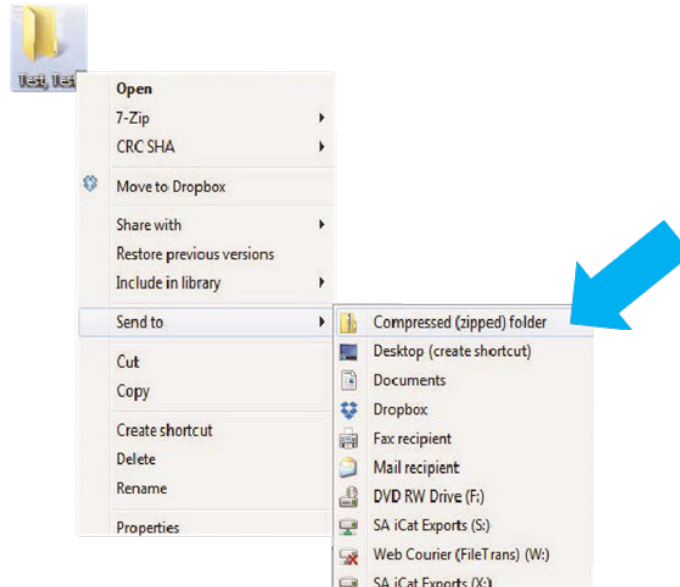 Test, Test
Open
7-Zip
CRC SHA
Move to Dropbox
Share with
Restore previous versions
Include in library
Send to
Cut
Copy
Create shortcut
Delete
Rename
Properties
Compressed (zipped) folder
Desktop (create shortcut)
Documents
Dropbox
Fax recipient
Mail recipient
DVD RW Drive (F:)
SA iCat Exports (S:)
Web Courier (FileTrans) (W:)
SA iCat Exports (X:)